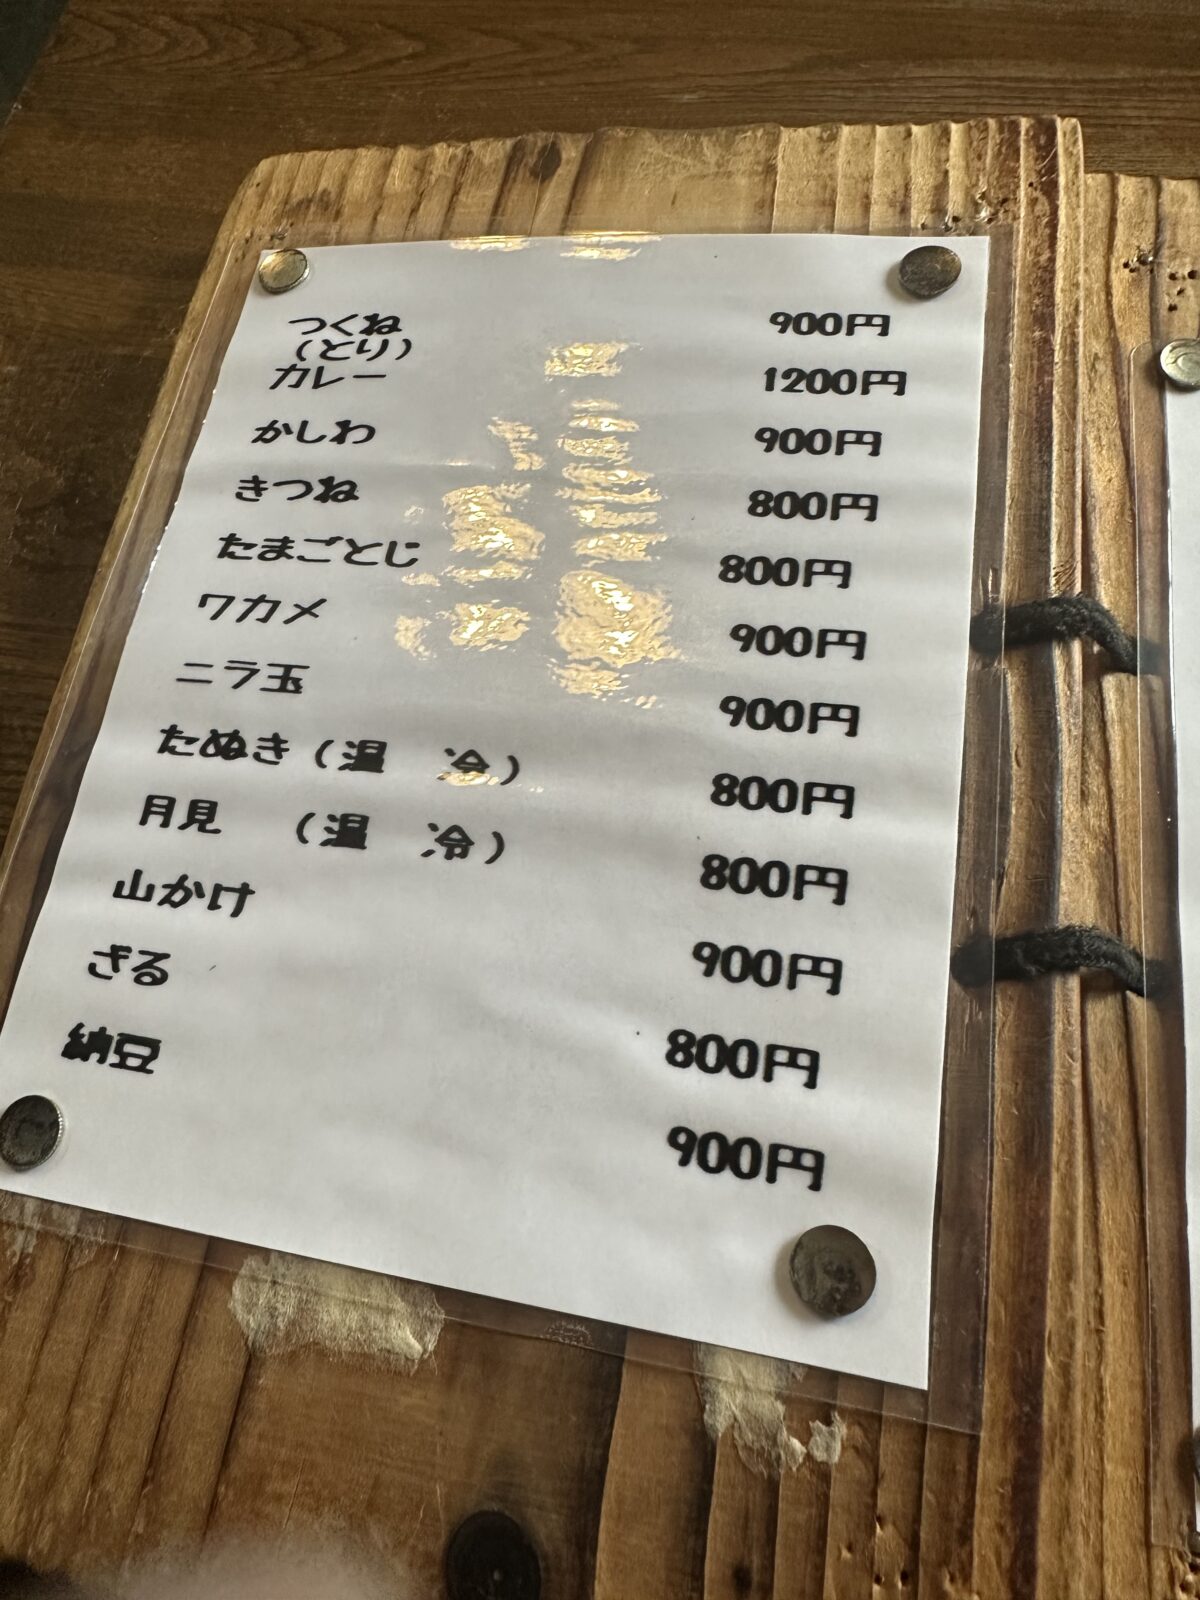 つくね 900円
(とり)
カレー 1200円
かしわ 900円
きつね 800円
たまごとじ 800円
ワカメ 900円
ニラ玉 900円
たぬき(温 冷) 800円
月見 (温 冷) 800円
山かけ 900円
ざる 800円
納豆 900円